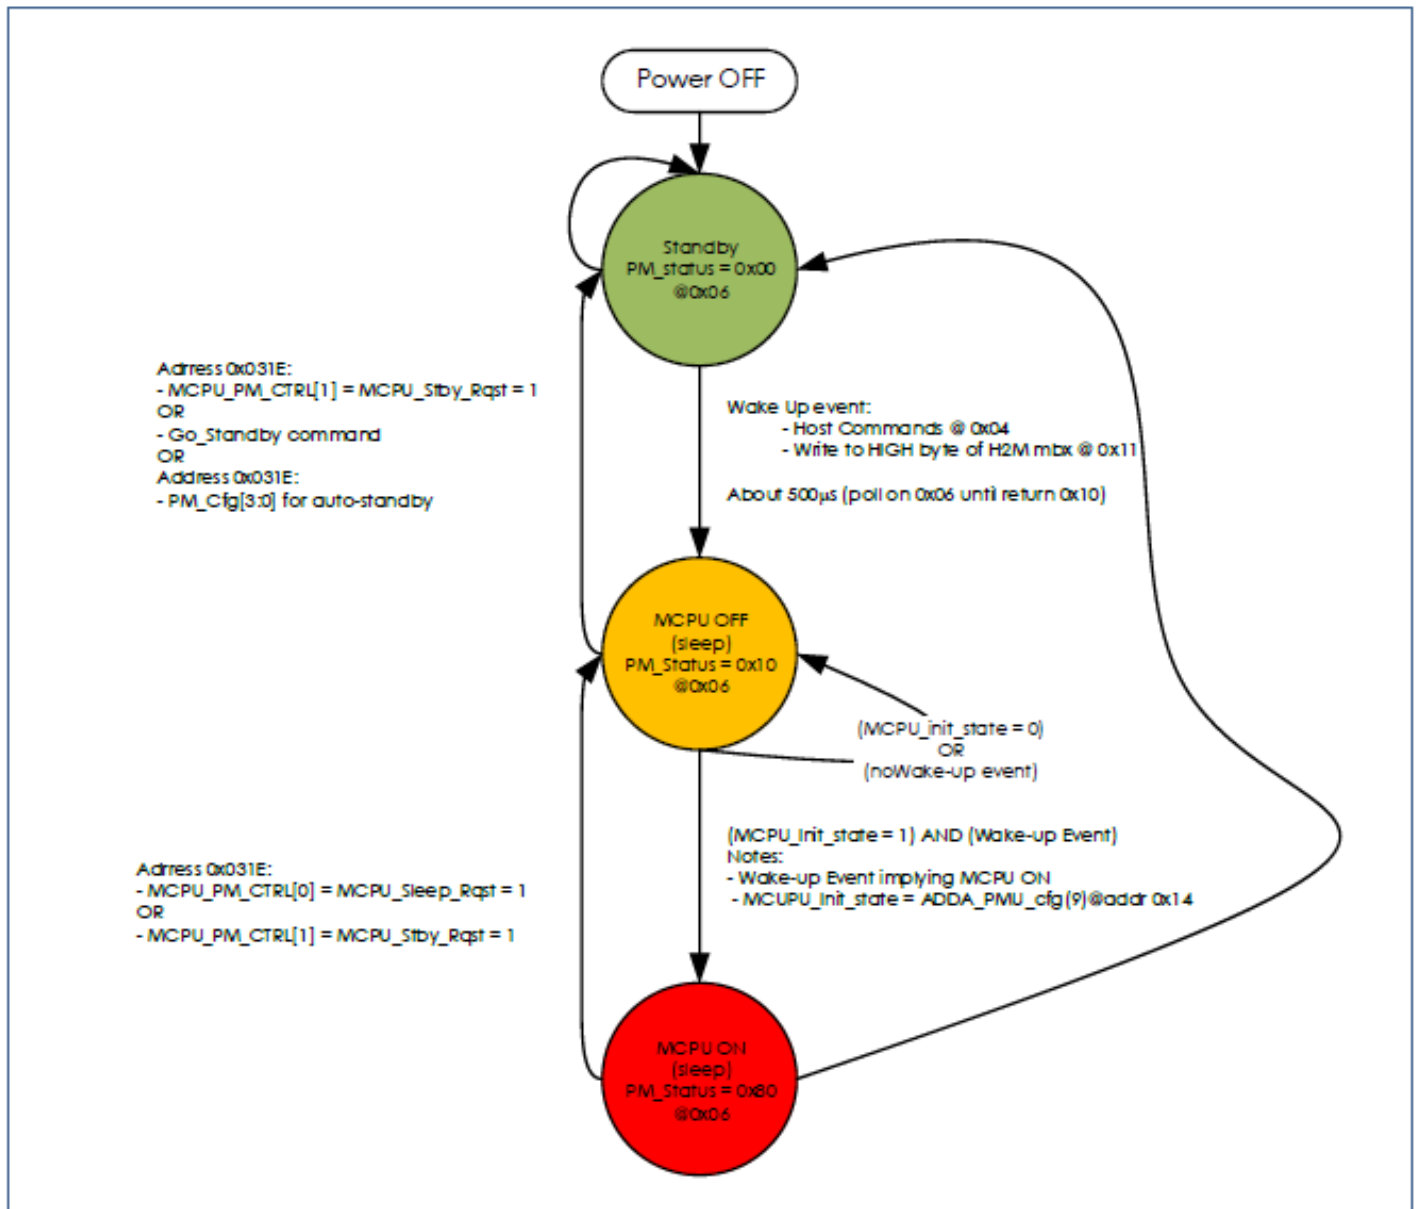 Power OFF
Standby
PM_status = 0x00
@0x06
Adrress 0x031E:
- MCPU_PM_CTRL[1] = MCPU_Stby_Rqst = 1
OR
- Go_Standby command
OR
Address 0x031E:
- PM_Cfg[3:0] for auto-standby
Wake Up event:
- Host Commands @ 0x04
- Write to HIGH byte of H2M mbx @ 0x11
About 500µs (poll on 0x06 until return 0x10)
MCPU OFF
(sleep)
PM_Status = 0x10
@0x06
(MCPU_init_state = 0)
OR
(noWake-up event)
(MCPU_Init_state = 1) AND (Wake-up Event)
Notes:
- Wake-up Event implying MCPU ON
- MCUPU_Init_state = ADDA_PMU_cfg(9)@addr 0x14
Adrress 0x031E:
- MCPU_PM_CTRL[0] = MCPU_Sleep_Rqst = 1
OR
- MCPU_PM_CTRL[1] = MCPU_Stby_Rqst = 1
MCPU ON
(sleep)
PM_Status = 0x80
@0x06